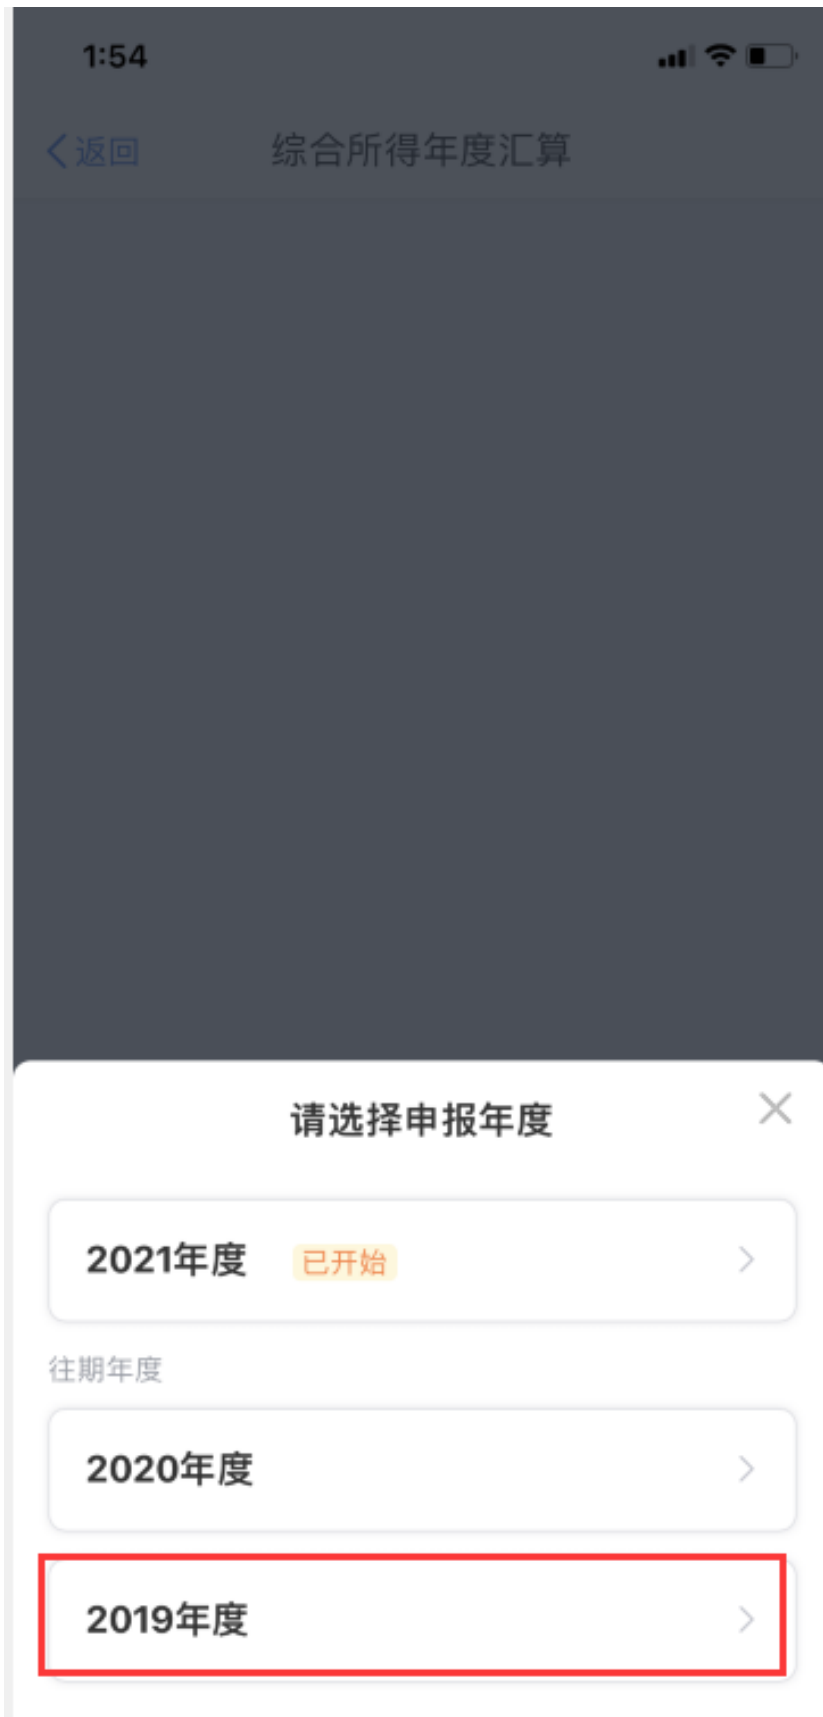 1:54
返回
综合所得年度汇算
请选择申报年度
2021年度 已开始
往期年度
2020年度
2019年度